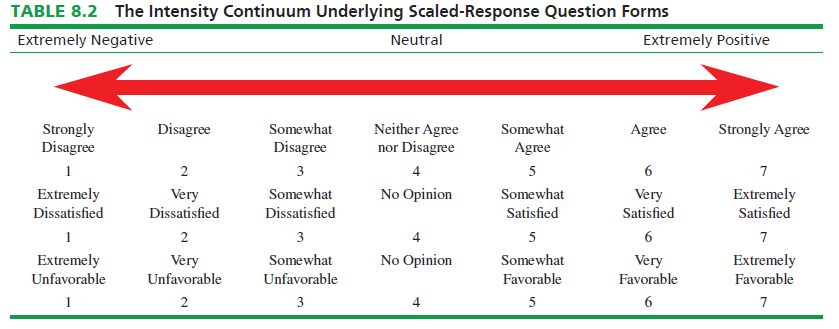 TABLE 8.2 The Intensity Continuum Underlying Scaled-Response Question Forms
Extremely Negative Neutral Extremely Positive
Strongly Disagree Somewhat Neither Agree Somewhat Agree Strongly Agree
Disagree Disagree nor Disagree Agree
1 2 3 4 5 6 7
Extremely Very Somewhat No Opinion Somewhat Very Extremely
Dissatisfied Dissatisfied Dissatisfied Satisfied Satisfied Satisfied
1 2 3 4 5 6 7
Extremely Very Somewhat No Opinion Somewhat Very Extremely
Unfavorable Unfavorable Unfavorable Favorable Favorable Favorable
1 2 3 4 5 6 7